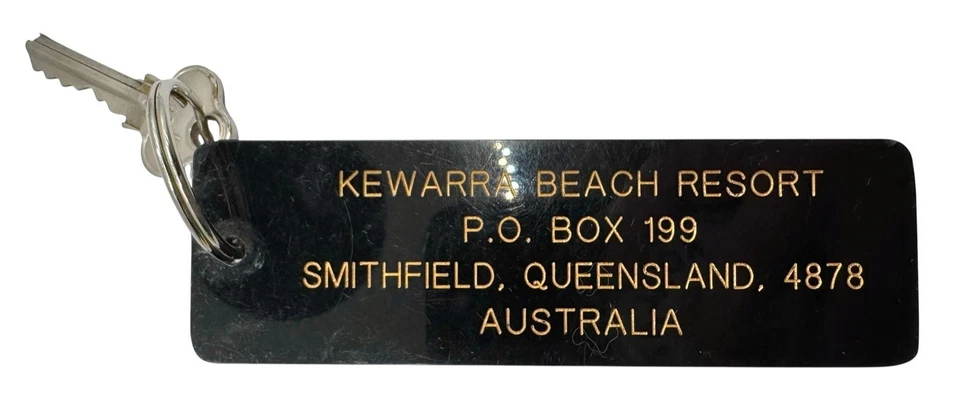 KEWARRA BEACH RESORT
P.O. BOX 199
SMITHFIELD, QUEENSLAND, 4878
AUSTRALIA